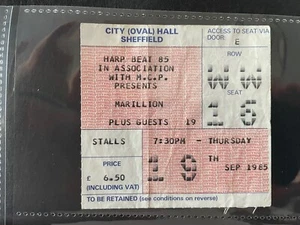 CITY (OVAL) HALL
SHEFFIELD
ACCESS TO SEAT VIA
DOOR:
E
HARP BEAT 85
IN ASSOCIATION
WITH M.C.P.
PRESENTS
ROW
WW
MARILLION
SEAT
16
PLUS GUESTS 19
STALLS 7:30PM - THURSDAY
PRICE
19TH
SEP 1985
£ 6.50
(INCLUDING VAT)
TO BE RETAINED (see conditions on reverse)